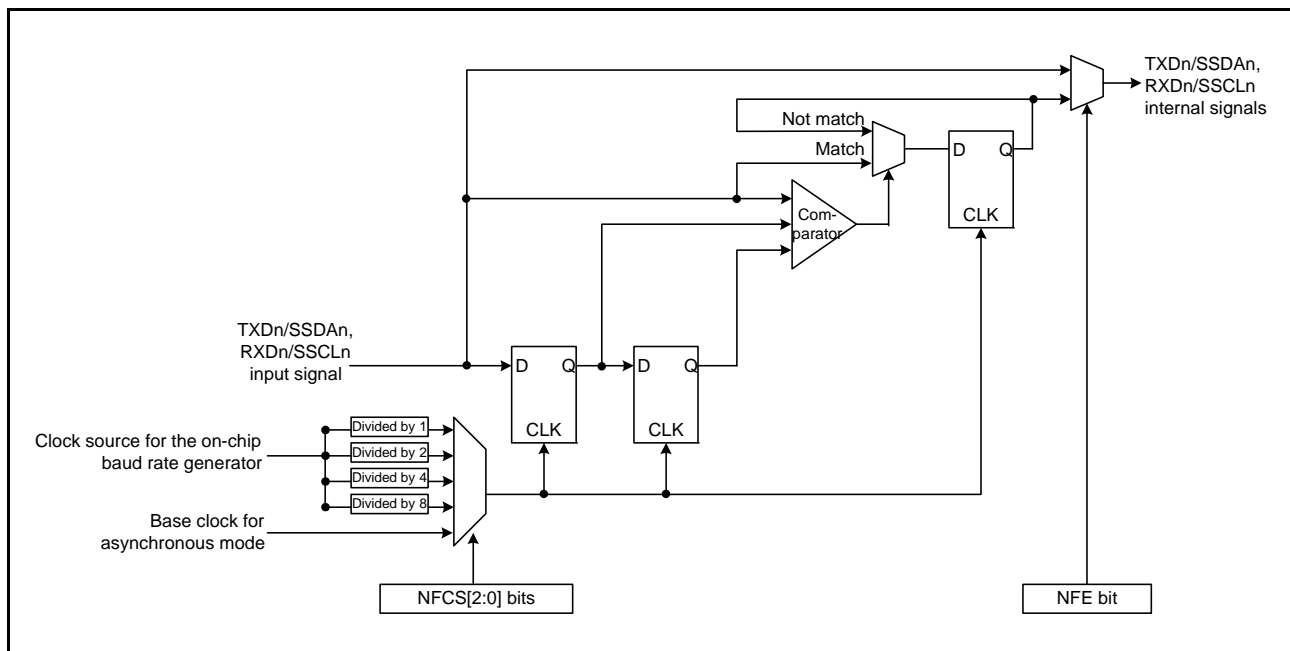 TXDn/SSDAn,
RXDn/SSCLn
internal signals
Not match
Match
D
Q
CLK
Com-
parator
TXDn/SSDAn,
RXDn/SSCLn
input signal
D
Q
CLK
D
Q
CLK
Clock source for the on-chip
baud rate generator
Divided by 1
Divided by 2
Divided by 4
Divided by 8
Base clock for
asynchronous mode
NFCS[2:0] bits
NFE bit